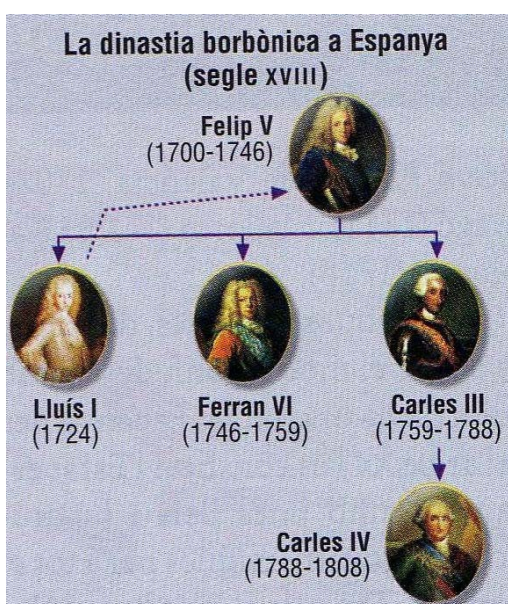 La dinastia borbònica a Espanya
(segle XVIII)
Felip V
(1700-1746)
Lluís I
(1724)
Ferran VI
(1746-1759)
Carles III
(1759-1788)
Carles IV
(1788-1808)